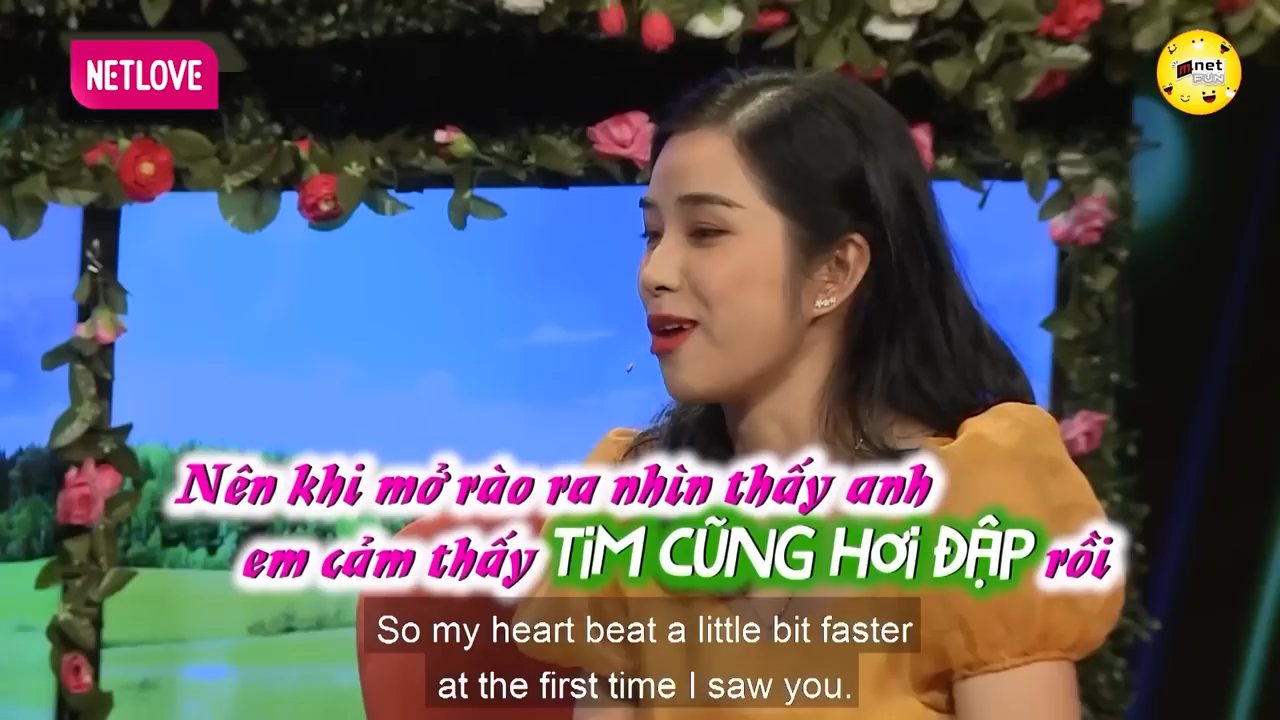 NETLOVE
mnet
FUN
Nên khi mở rào ra nhìn thấy anh
em cảm thấy TiM CŨNG HƠi ĐẬP rồi
So my heart beat a little bit faster
at the first time I saw you.